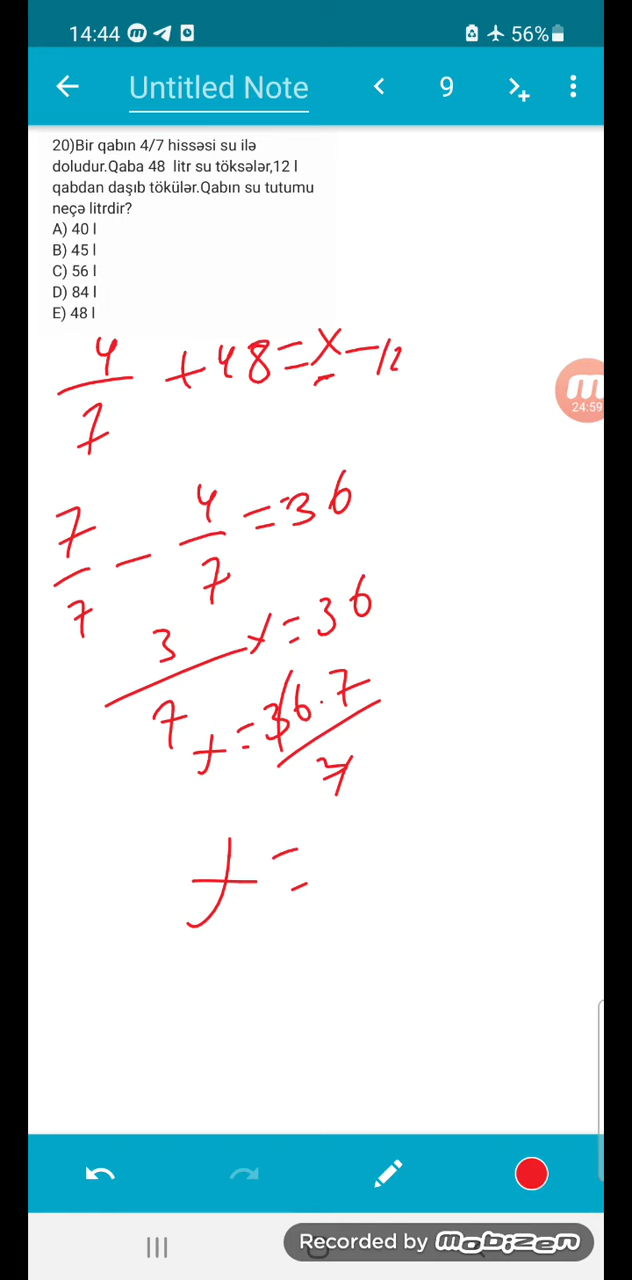 14:44 56%
Untitled Note < 9
20)Bir qabın 4/7 hissəsi su ilə
doludur.Qaba 48 litr su töksələr,12 l
qabdan daşıb tökülər.Qabın su tutumu
neçə litrdir?
A) 40 l
B) 45 l
C) 56 l
D) 84 l
E) 48 l
4/7 +48=x-12
24:59
7/7 - 4/7 =36
3/7 x=36
x=36.7/
x=
Recorded by mobizen